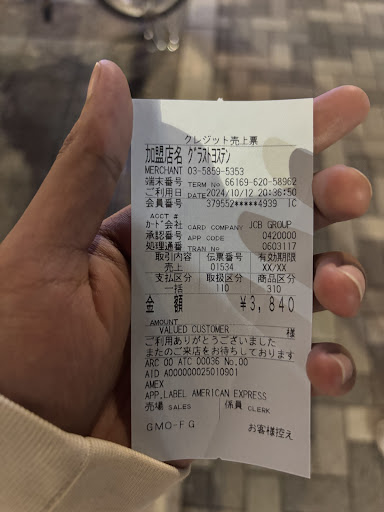 クレジット売上票
加盟店名 ｸﾞﾗｽﾄﾖｽﾃﾝ
MERCHANT 03-5859-5353
端末番号 TERM No 66169-620-58962
ご利用日 DATE 2024/10/12 20:36:50
会員番号 379552*****4939 IC
ACCT #
ｶｰﾄﾞ会社 CARD COMPANY JCB GROUP
承認番号 APP CODE 0420000
処理通番 TRAN No 0603117
取引内容 伝票番号 有効期限
売上 01534 XX/XX
支払区分 取扱区分 商品区分
一括 110 310
金 額 ¥3,840
AMOUNT
VALUED CUSTOMER 様
ご利用ありがとうございました
またのご来店をお待ちしております
ARC 00 ATC 00036 No.00
AID A000000025010901
AMEX
APP.LABEL AMERICAN EXPRESS
売場 SALES 係員 CLERK
GMO-FG お客様控え